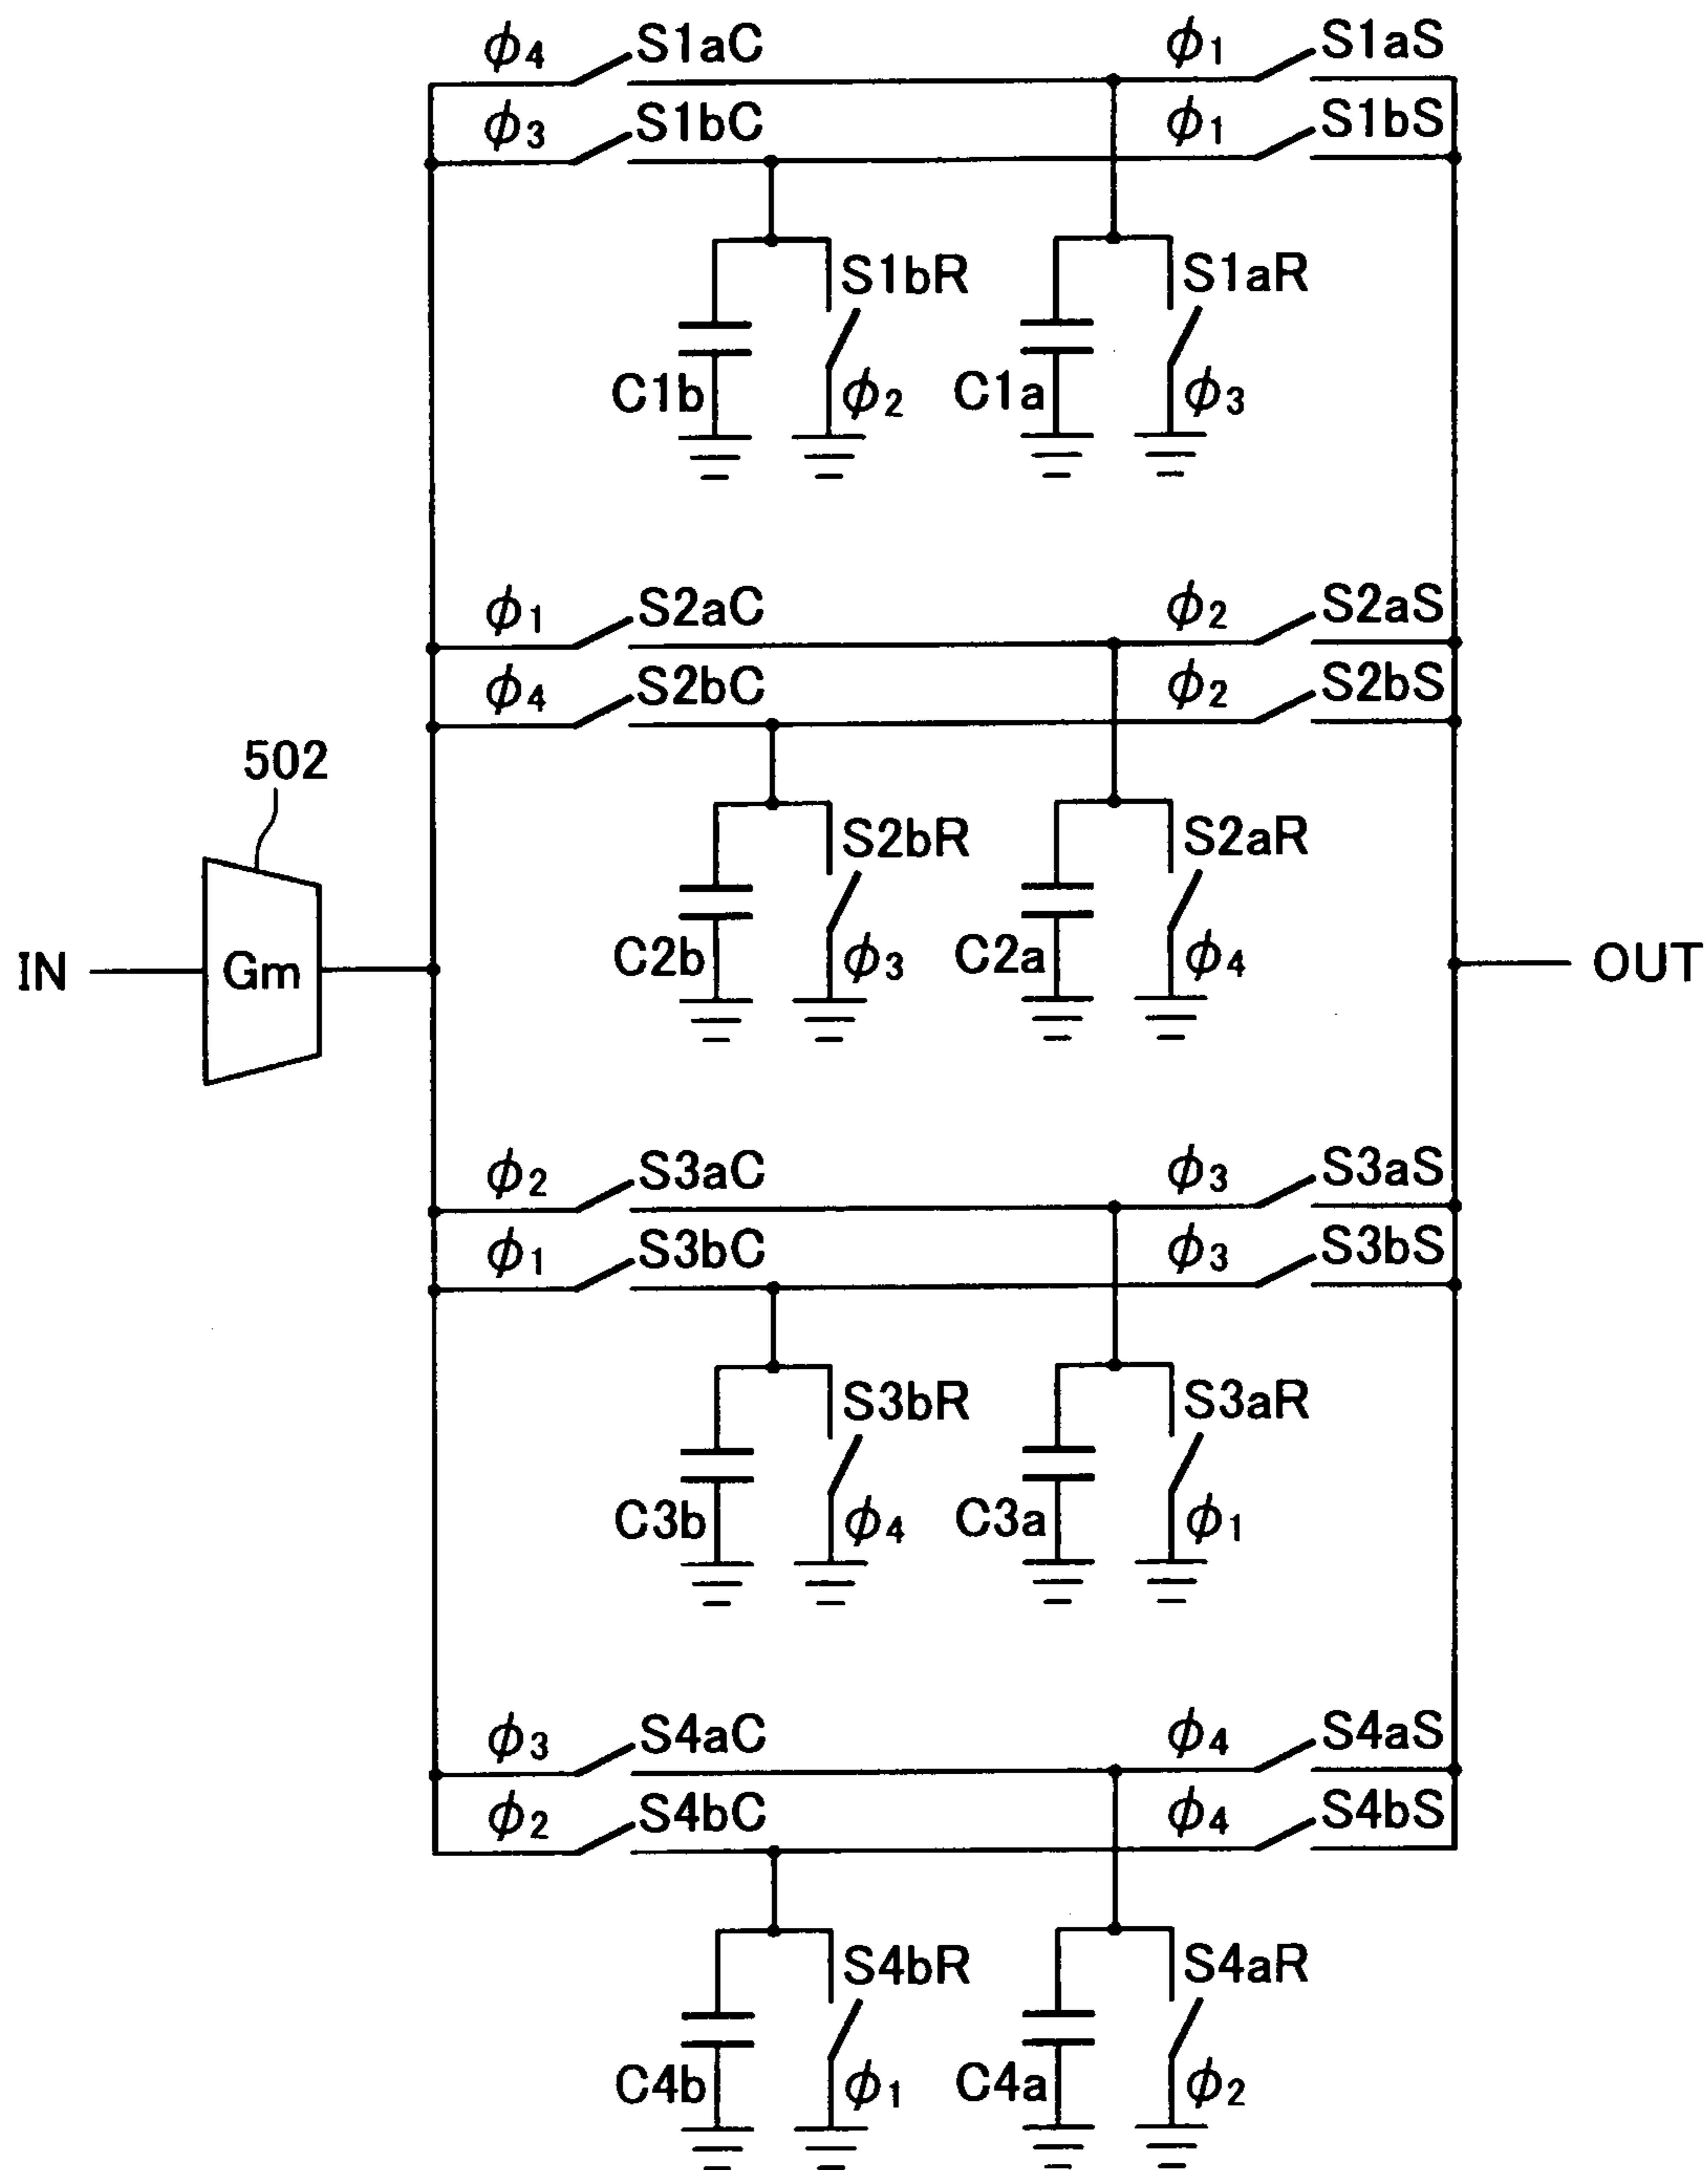 ϕ4 S1aC ϕ1 S1aS
ϕ3 S1bC ϕ1 S1bS
S1bR S1aR
C1b ϕ2 C1a ϕ3
ϕ1 S2aC ϕ2 S2aS
ϕ4 S2bC ϕ2 S2bS
502
S2bR S2aR
IN Gm C2b ϕ3 C2a ϕ4 OUT
ϕ2 S3aC ϕ3 S3aS
ϕ1 S3bC ϕ3 S3bS
S3bR S3aR
C3b ϕ4 C3a ϕ1
ϕ3 S4aC ϕ4 S4aS
ϕ2 S4bC ϕ4 S4bS
S4bR S4aR
C4b ϕ1 C4a ϕ2